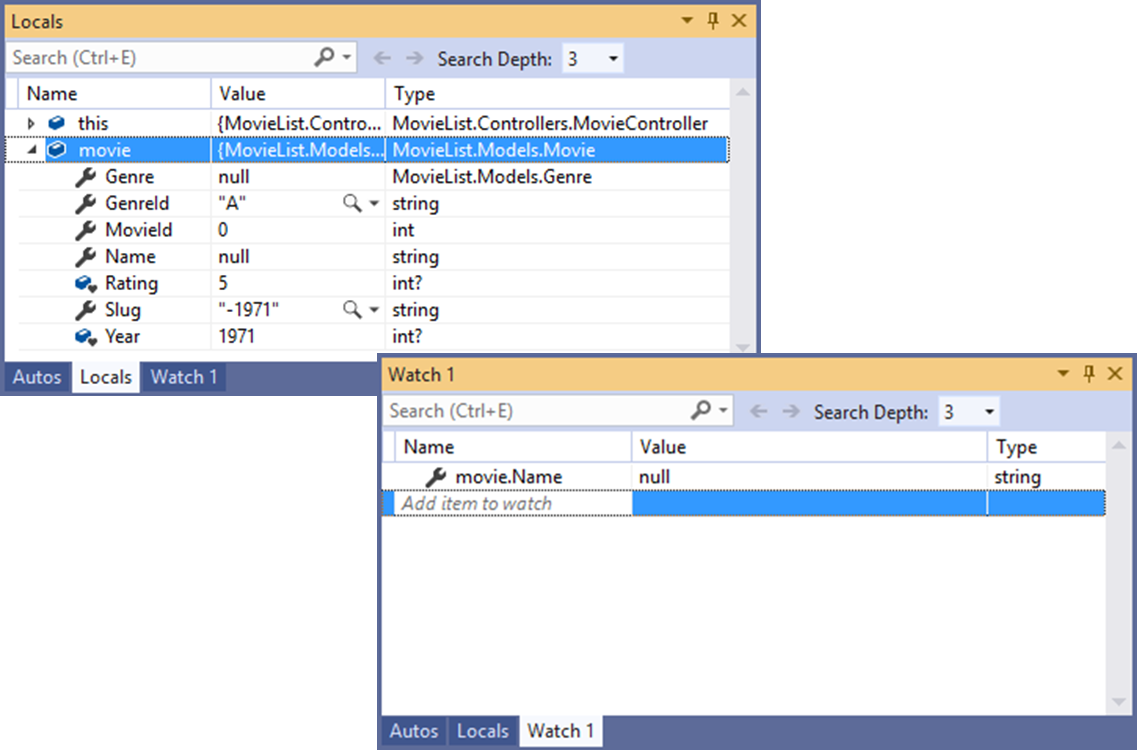 Locals
Search (Ctrl+E) Search Depth: 3
Name Value Type
this {MovieList.Contro... MovieList.Controllers.MovieController
movie {MovieList.Models... MovieList.Models.Movie
Genre null MovieList.Models.Genre
GenreId "A" string
MovieId 0 int
Name null string
Rating 5 int?
Slug "-1971" string
Year 1971 int?
Autos Locals Watch 1
Watch 1
Search (Ctrl+E) Search Depth: 3
Name Value Type
movie.Name null string
Add item to watch
Autos Locals Watch 1